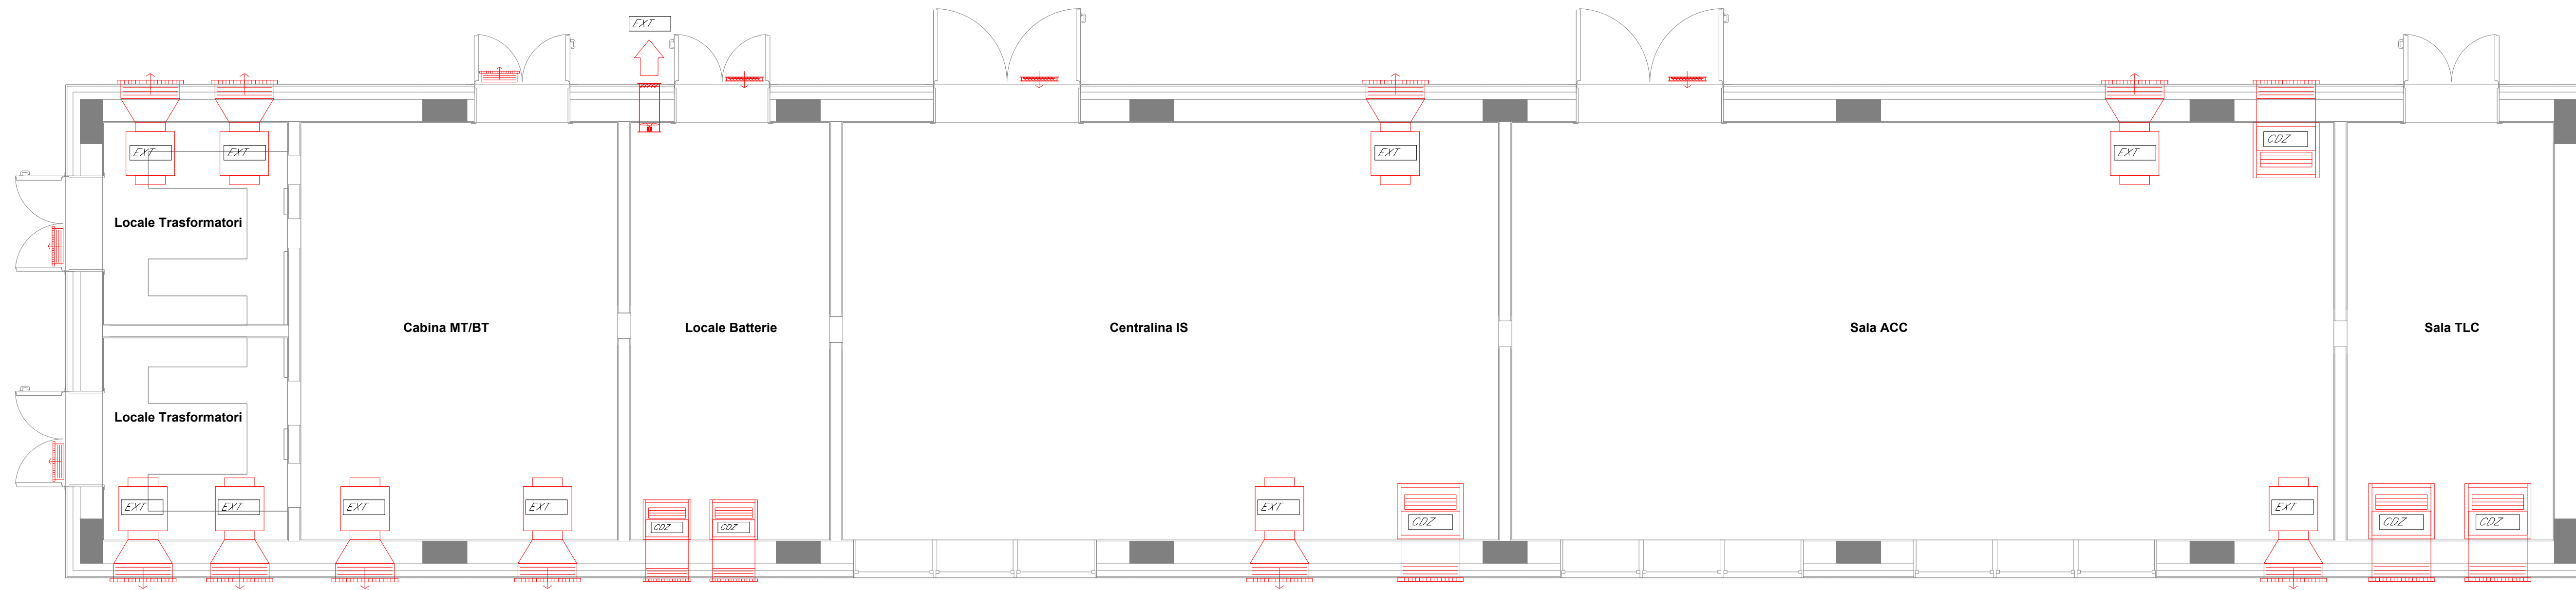 EXT
EXT
EXT
EXT
EXT
CDZ
Locale Trasformatori
Cabina MT/BT
Locale Batterie
Centralina IS
Sala ACC
Sala TLC
Locale Trasformatori
EXT
EXT
EXT
EXT
CDZ
CDZ
EXT
CDZ
EXT
CDZ
CDZ